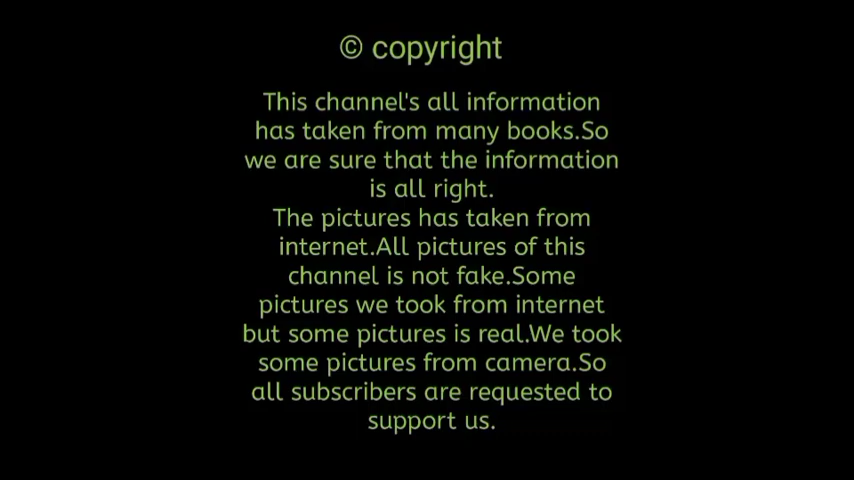 © copyright
This channel's all information
has taken from many books.So
we are sure that the information
is all right.
The pictures has taken from
internet.All pictures of this
channel is not fake.Some
pictures we took from internet
but some pictures is real.We took
some pictures from camera.So
all subscribers are requested to
support us.